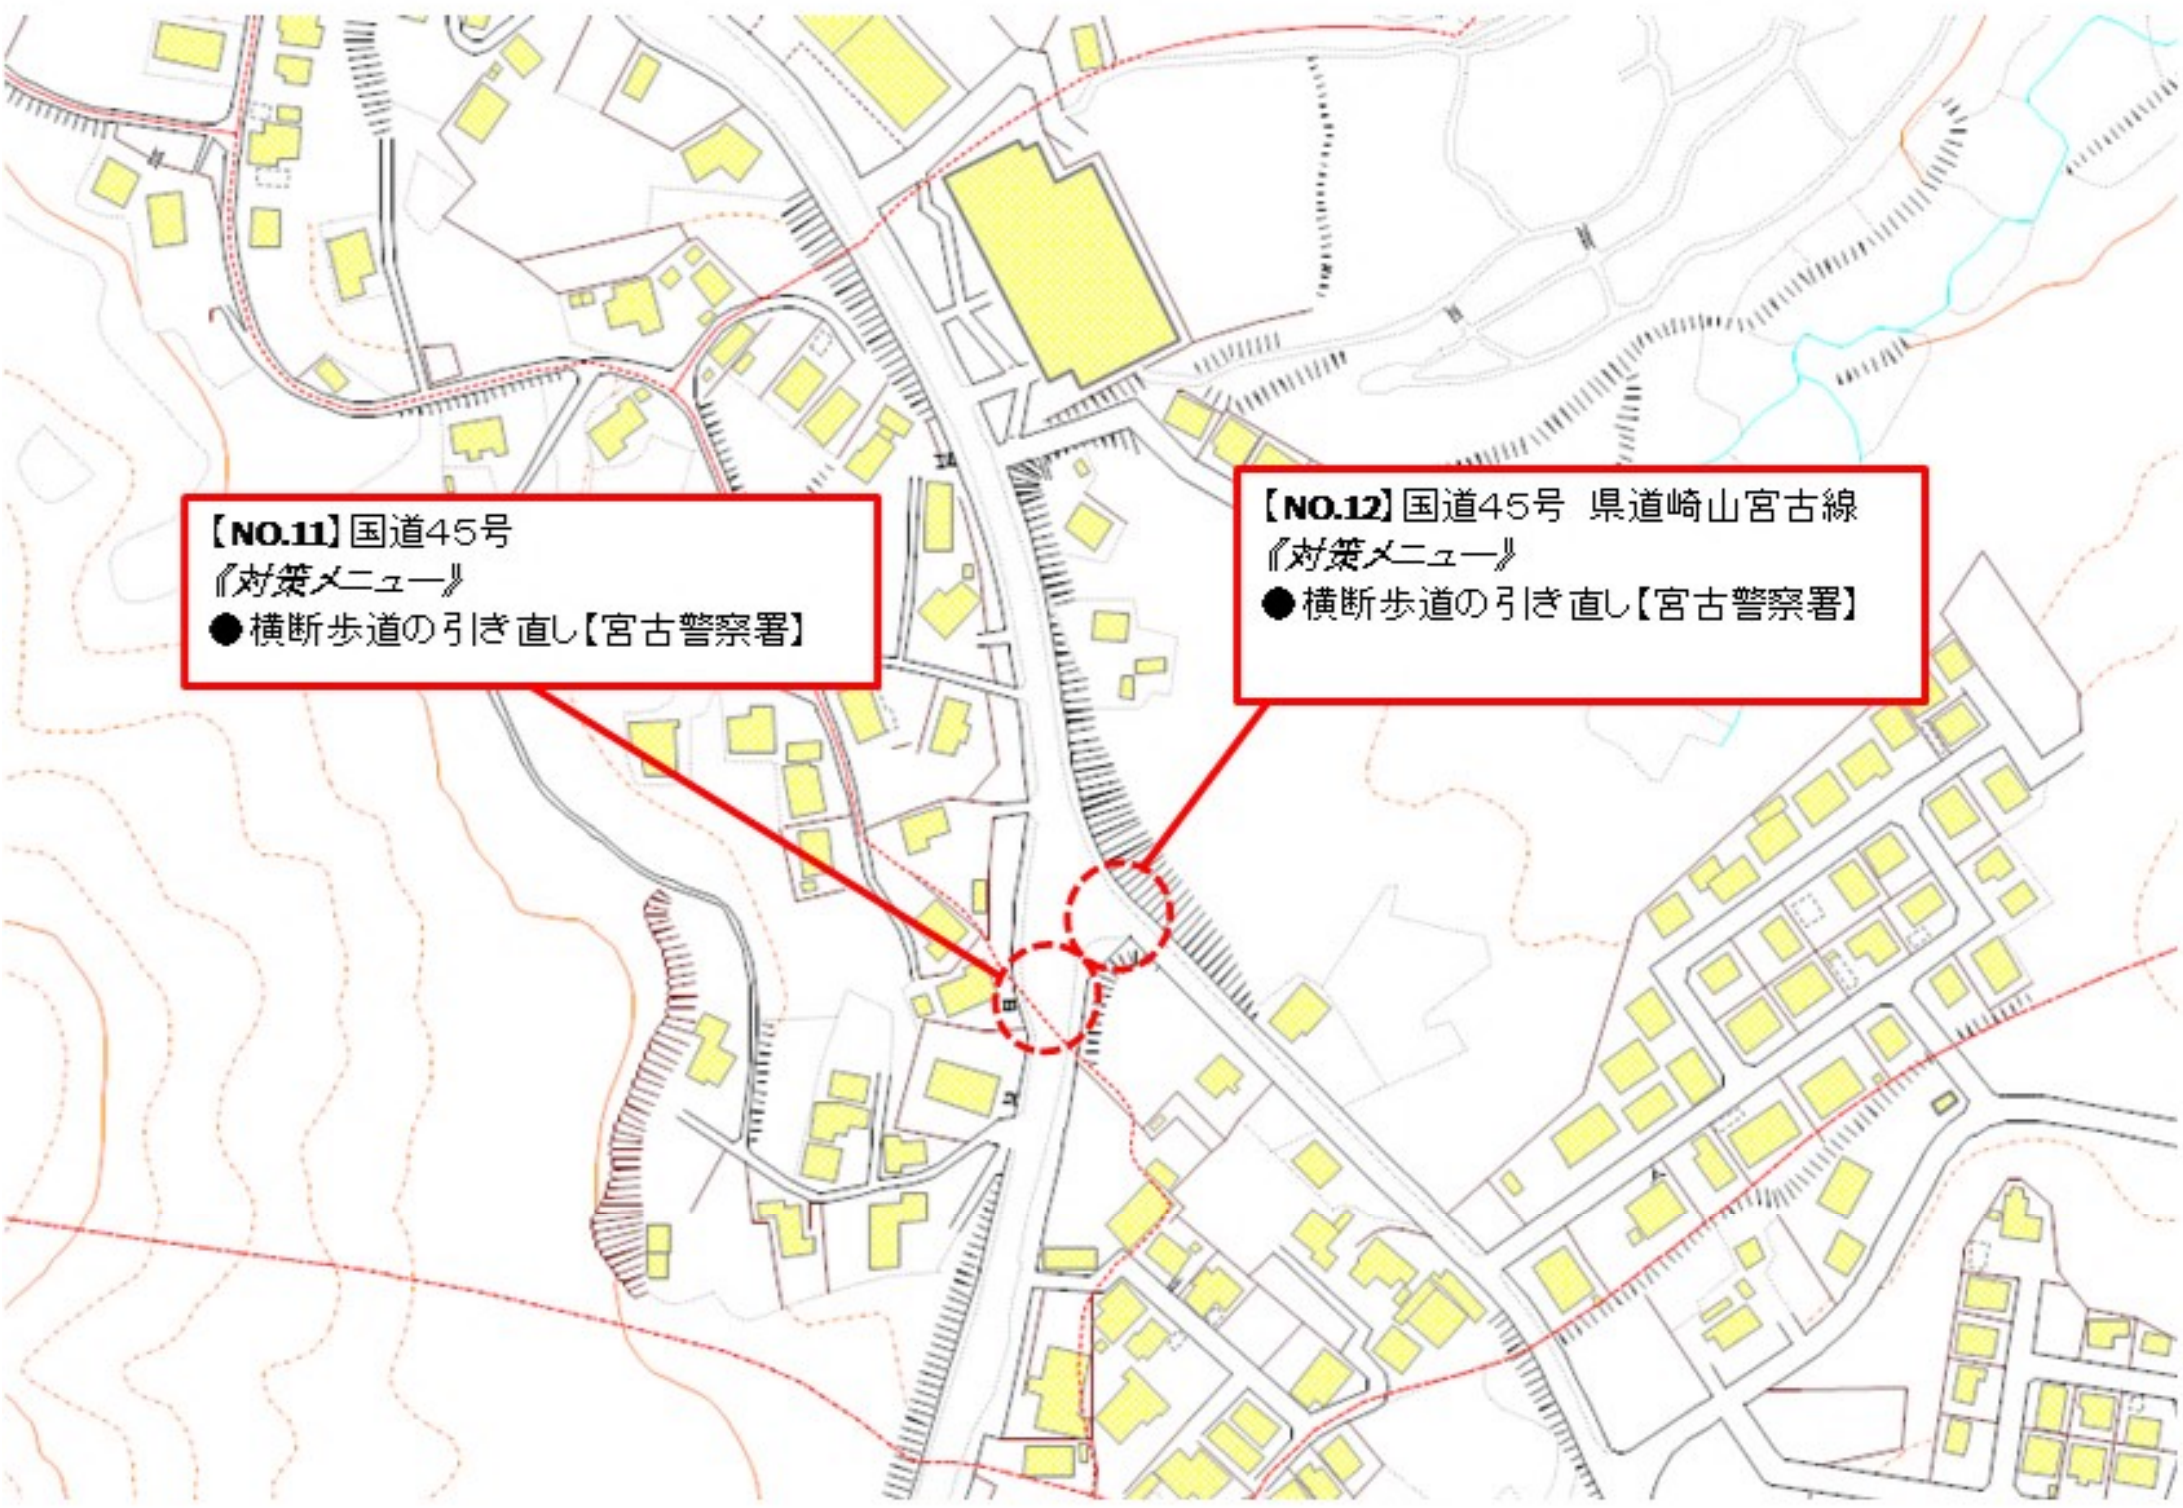 【NO.11】国道45号
《対策メニュー》
●横断歩道の引き直し【宮古警察署】
【NO.12】国道45号 県道崎山宮古線
《対策メニュー》
●横断歩道の引き直し【宮古警察署】